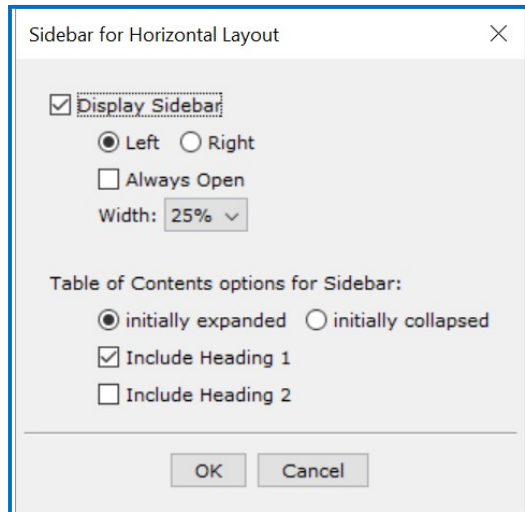 Sidebar for Horizontal Layout
Display Sidebar
Left Right
Always Open
Width: 25%
Table of Contents options for Sidebar:
initially expanded initially collapsed
Include Heading 1
Include Heading 2
OK Cancel